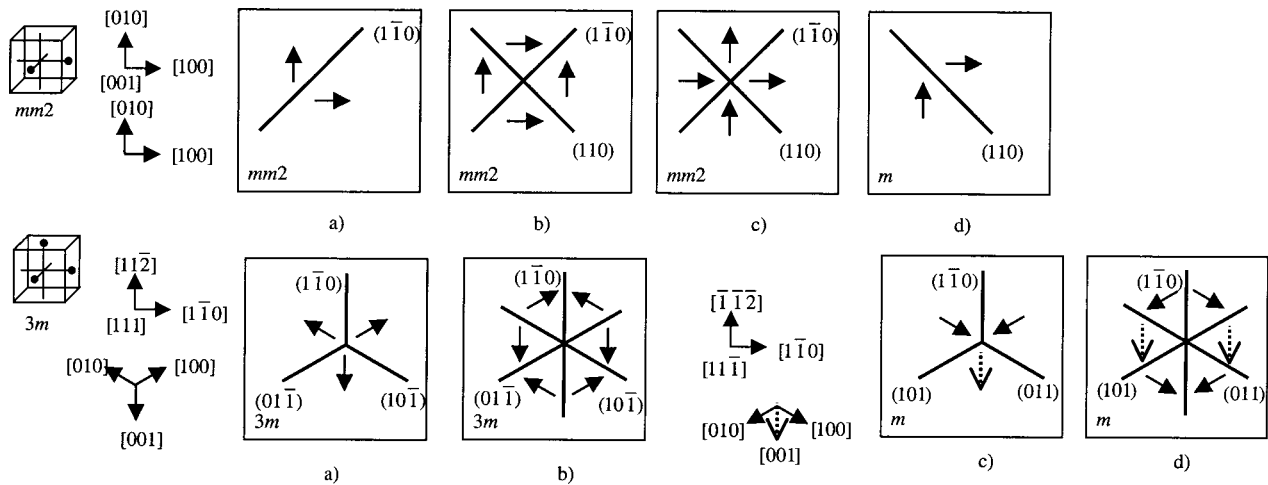 [010]
[100]
[001]
mm2
[010]
[100]
(11̅0)
mm2
a)
(11̅0)
(110)
mm2
b)
(11̅0)
(110)
mm2
c)
(110)
m
d)
3m
[112̅]
[11̅0]
[111]
[010]
[100]
[001]
(11̅0)
(011̅)
(101̅)
3m
a)
(11̅0)
(011̅)
(101̅)
3m
b)
[1̅1̅2̅]
[11̅0]
[111̅]
[010]
[100]
[001]
(11̅0)
(101)
(011)
m
c)
(11̅0)
(101)
(011)
m
d)